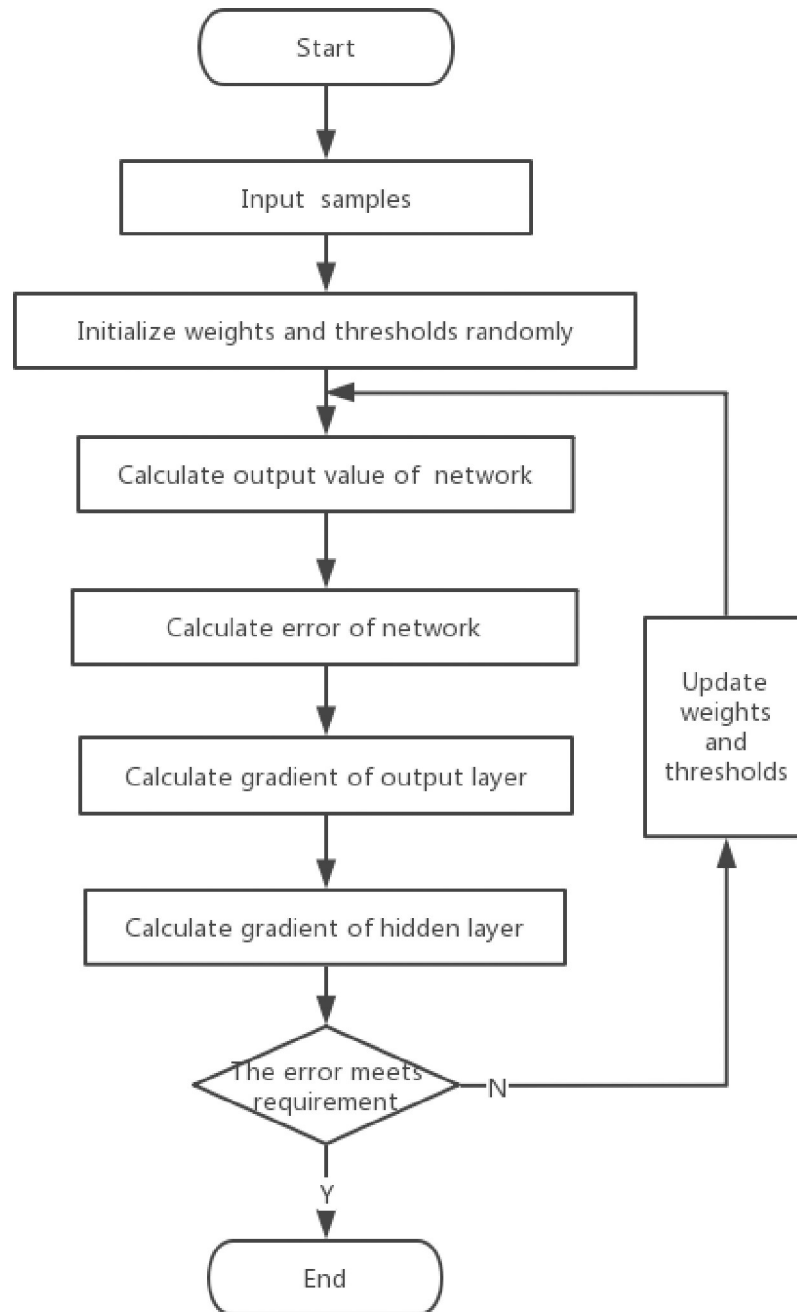 Start
Input samples
Initialize weights and thresholds randomly
Calculate output value of network
Calculate error of network
Calculate gradient of output layer
Calculate gradient of hidden layer
The error meets
requirement
N
Update
weights
and
thresholds
Y
End